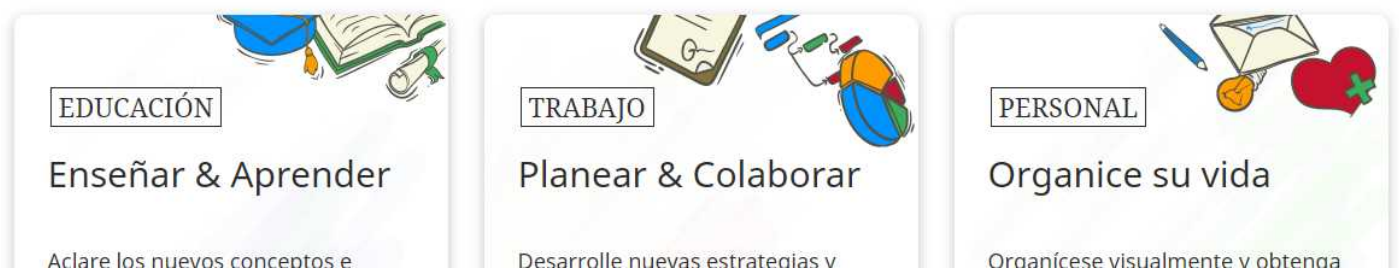 EDUCACIÓN
Enseñar & Aprender
Aclare los nuevos conceptos e
TRABAJO
Planear & Colaborar
Desarrolle nuevas estrategias y
PERSONAL
Organice su vida
Organícese visualmente y obtenga